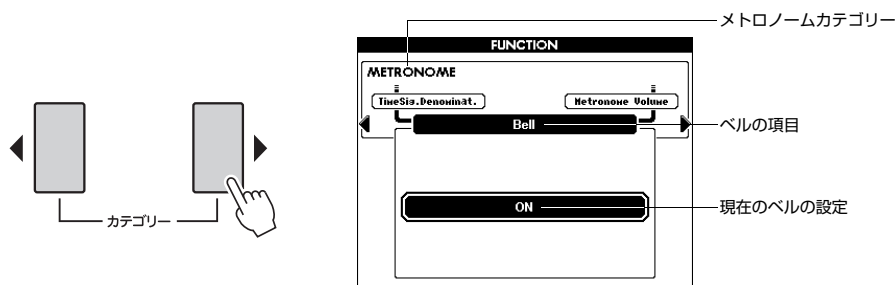 メトロノームカテゴリー
FUNCTION
METRONOME
TimeSig.Denominat.
Metronome Volume
Bell
ベルの項目
カテゴリー
ON
現在のベルの設定